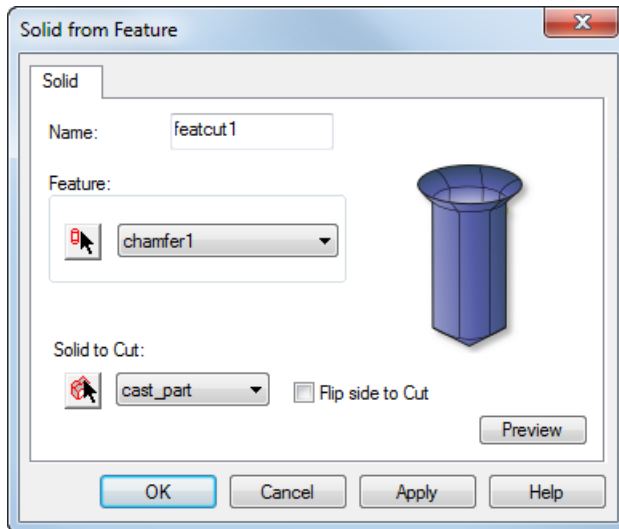 Solid from Feature
Solid
Name: featcut1
Feature:
chamfer1
Solid to Cut:
cast_part Flip side to Cut
Preview
OK Cancel Apply Help